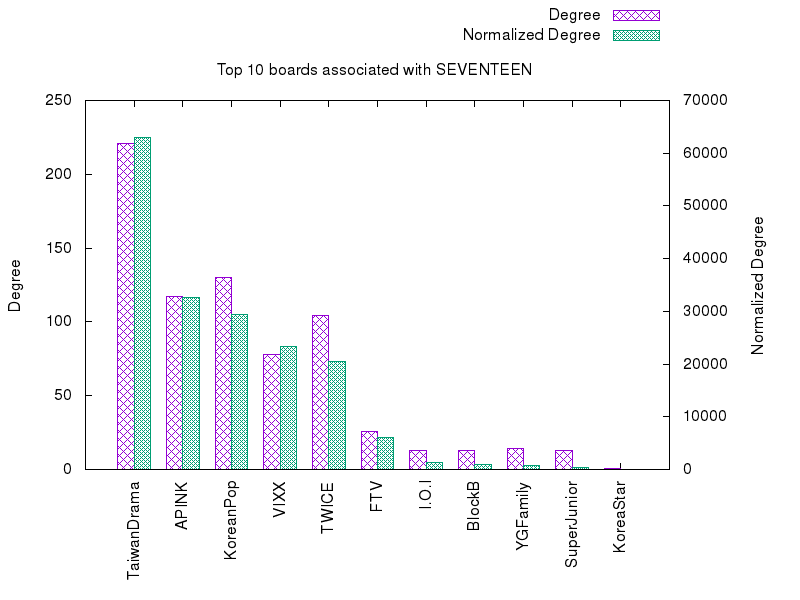 Degree
Normalized Degree
Top 10 boards associated with SEVENTEEN
250
200
150
100
50
0
70000
60000
50000
40000
30000
20000
10000
0
Degree
Normalized Degree
TaiwanDrama
APINK
KoreanPop
VIXX
TWICE
FTV
I.O.I
BlockB
YGFamily
SuperJunior
KoreaStar